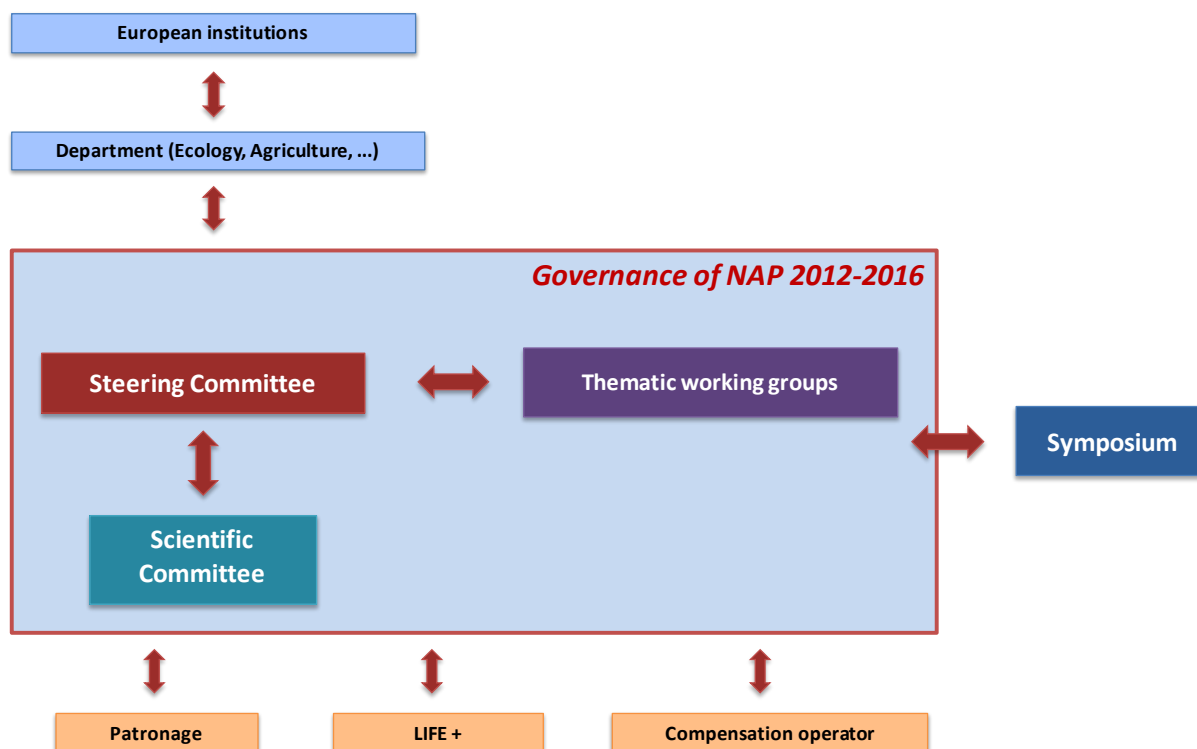 European institutions
Department (Ecology, Agriculture, ...)
Governance of NAP 2012-2016
Steering Committee
Thematic working groups
Symposium
Scientific
Committee
Patronage
LIFE +
Compensation operator